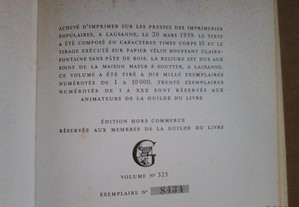 ACHEVÉ D'IMPRIMER SUR LES PRESSES DES IMPRIMERIES
POPULAIRES, A LAUSANNE, LE 20 MARS 1959. LE TEXTE
A ÉTÉ COMPOSÉ EN CARACTÈRES TIMES CORPS 10 ET LE
TIRAGE EXÉCUTÉ SUR PAPIER VÉLIN BOUFFANT CLAIRE-
FONTAINE SANS PÂTE DE BOIS. LA RELIURE EST DUE AUX
SOINS DE LA MAISON MAYER & SOUTTER, A LAUSANNE.
CE VOLUME A ÉTÉ TIRÉ A DIX MILLE EXEMPLAIRES
NUMÉROTÉS DE 1 A 10000. TRENTE EXEMPLAIRES
NUMÉROTÉS DE I A XXX SONT RÉSERVÉS AUX
ANIMATEURS DE LA GUILDE DU LIVRE
ÉDITION HORS COMMERCE
RÉSERVÉE AUX MEMBRES DE LA GUILDE DU LIVRE
G
VOLUME Nº 323
EXEMPLAIRE Nº 8434